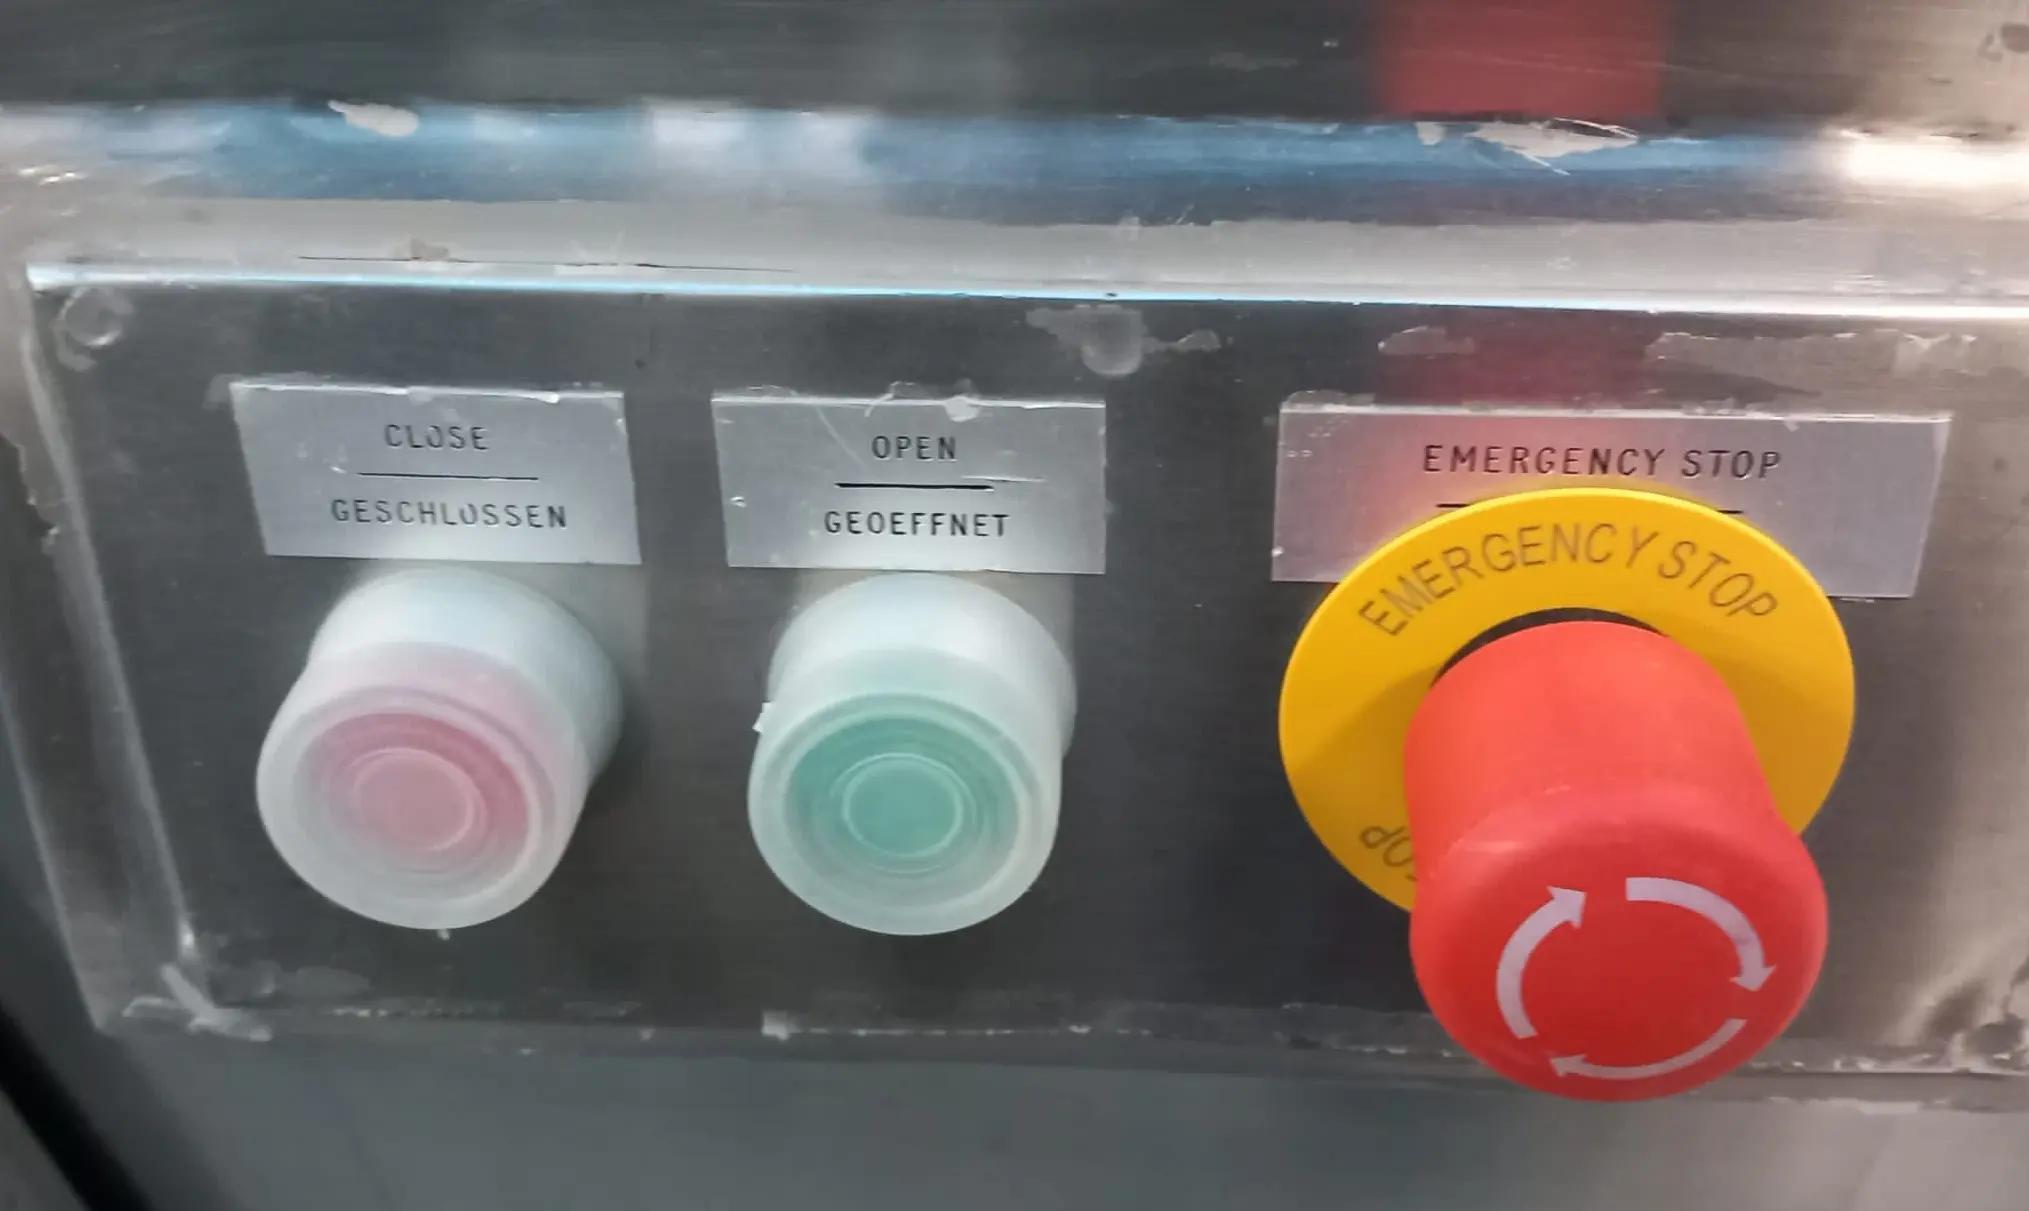 CLOSE
GESCHLOSSEN
OPEN
GEOEFFNET
EMERGENCY STOP
EMERGENCY STOP